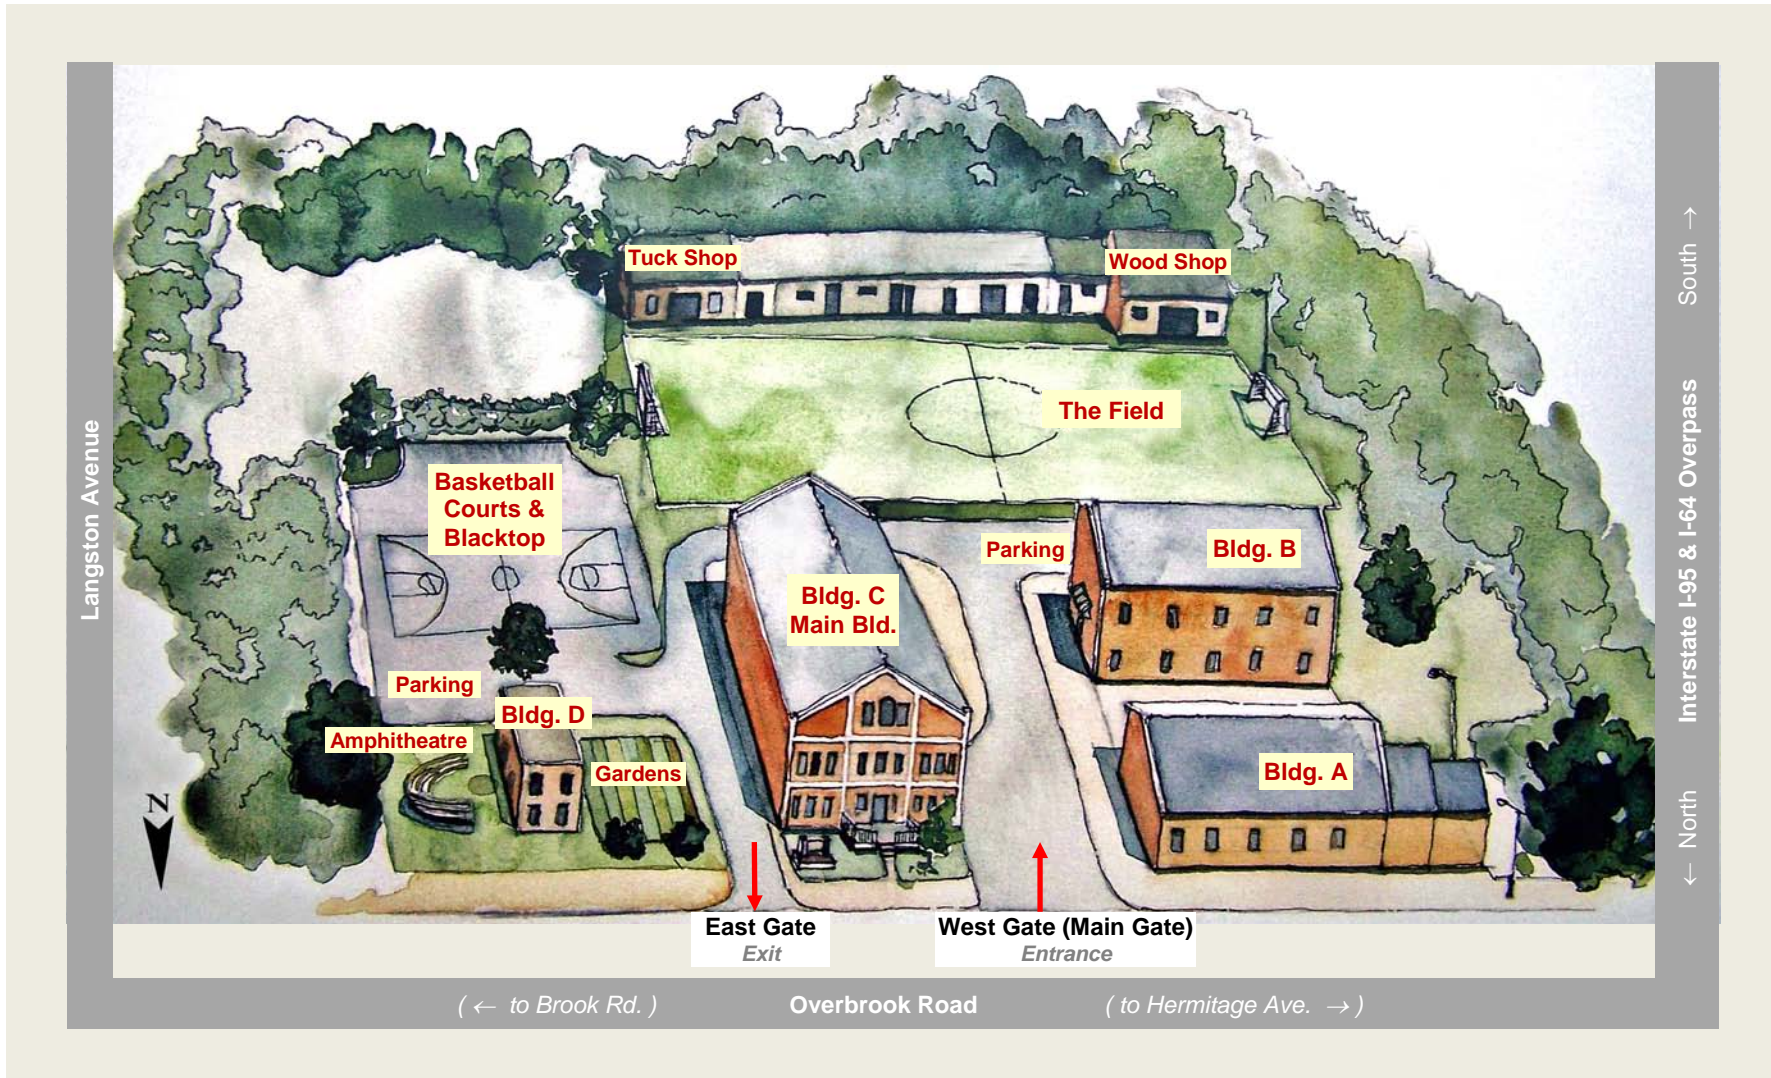 Tuck Shop
Wood Shop
The Field
Basketball
Courts &
Blacktop
Parking
Bldg. B
Bldg. C
Main Bld.
Parking
Bldg. D
Amphitheatre
Gardens
Bldg. A
N
East Gate
Exit
West Gate (Main Gate)
Entrance
Langston Avenue
← North
Interstate I-95 & I-64 Overpass
South →
( ← to Brook Rd. )
Overbrook Road
( to Hermitage Ave. → )